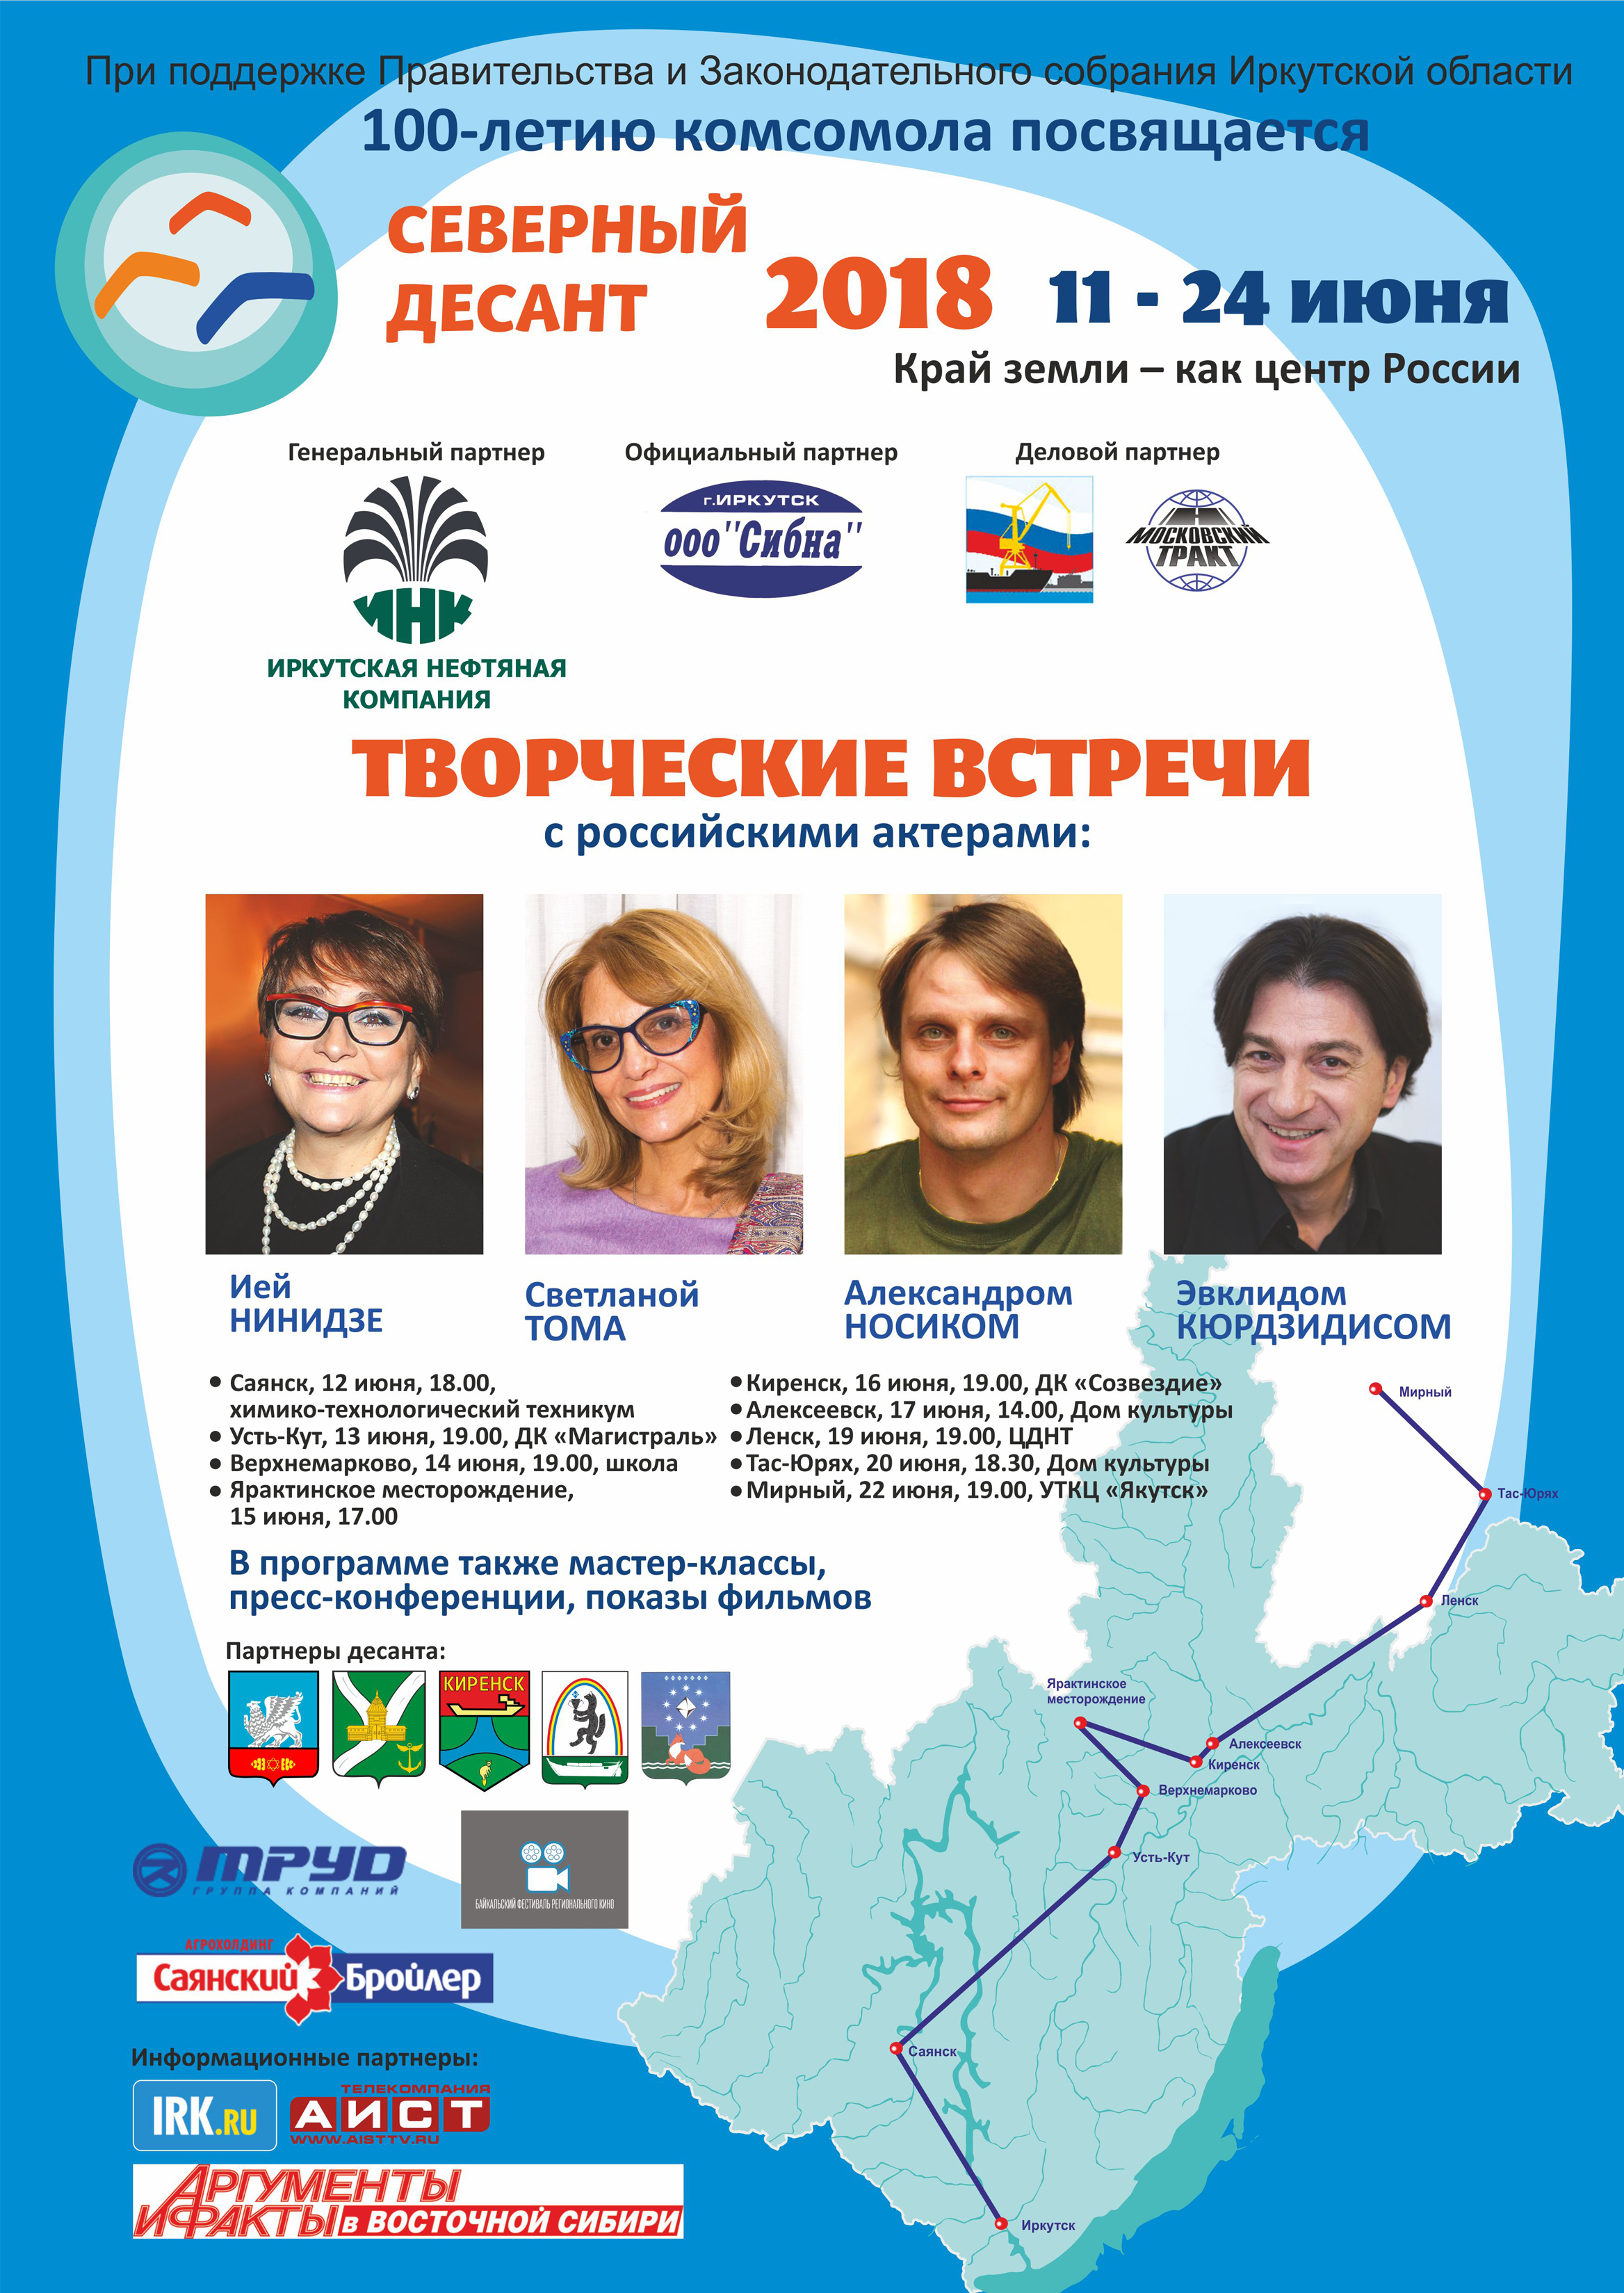 При поддержке Правительства и Законодательного собрания Иркутской области
100-летию комсомола посвящается
СЕВЕРНЫЙ
ДЕСАНТ
2018
11 - 24 июня
Край земли – как центр России
Генеральный партнер
Официальный партнер
Деловой партнер
ИНК
ИРКУТСКАЯ НЕФТЯНАЯ
КОМПАНИЯ
г.ИРКУТСК
ООО "Сибна"
МОСКОВСКИЙ
ТРАКТ
ТВОРЧЕСКИЕ ВСТРЕЧИ
с российскими актерами:
Ией
НИНИДЗЕ
Светланой
ТОМА
Александром
НОСИКОМ
Эвклидом
КЮРДЗИДИСОМ
• Саянск, 12 июня, 18.00,
химико-технологический техникум
• Усть-Кут, 13 июня, 19.00, ДК «Магистраль»
• Верхнемарково, 14 июня, 19.00, школа
• Ярактинское месторождение,
15 июня, 17.00
• Киренск, 16 июня, 19.00, ДК «Созвездие»
• Алексеевск, 17 июня, 14.00, Дом культуры
• Ленск, 19 июня, 19.00, ЦДНТ
• Тас-Юрях, 20 июня, 18.30, Дом культуры
• Мирный, 22 июня, 19.00, УТКЦ «Якутск»
В программе также мастер-классы,
пресс-конференции, показы фильмов
Партнеры десанта:
КИРЕНСК
ТРУД
ГРУППА КОМПАНИЙ
БАЙКАЛЬСКИЙ ФЕСТИВАЛЬ РЕГИОНАЛЬНОГО КИНО
АГРОХОЛДИНГ
Саянский Бройлер
Информационные партнеры:
IRK.RU
ТЕЛЕКОМПАНИЯ
АИСТ
WWW.AISTTV.RU
АРГУМЕНТЫ
И ФАКТЫ в ВОСТОЧНОЙ СИБИРИ
Мирный
Тас-Юрях
Ленск
Ярактинское
месторождение
Алексеевск
Киренск
Верхнемарково
Усть-Кут
Саянск
Иркутск